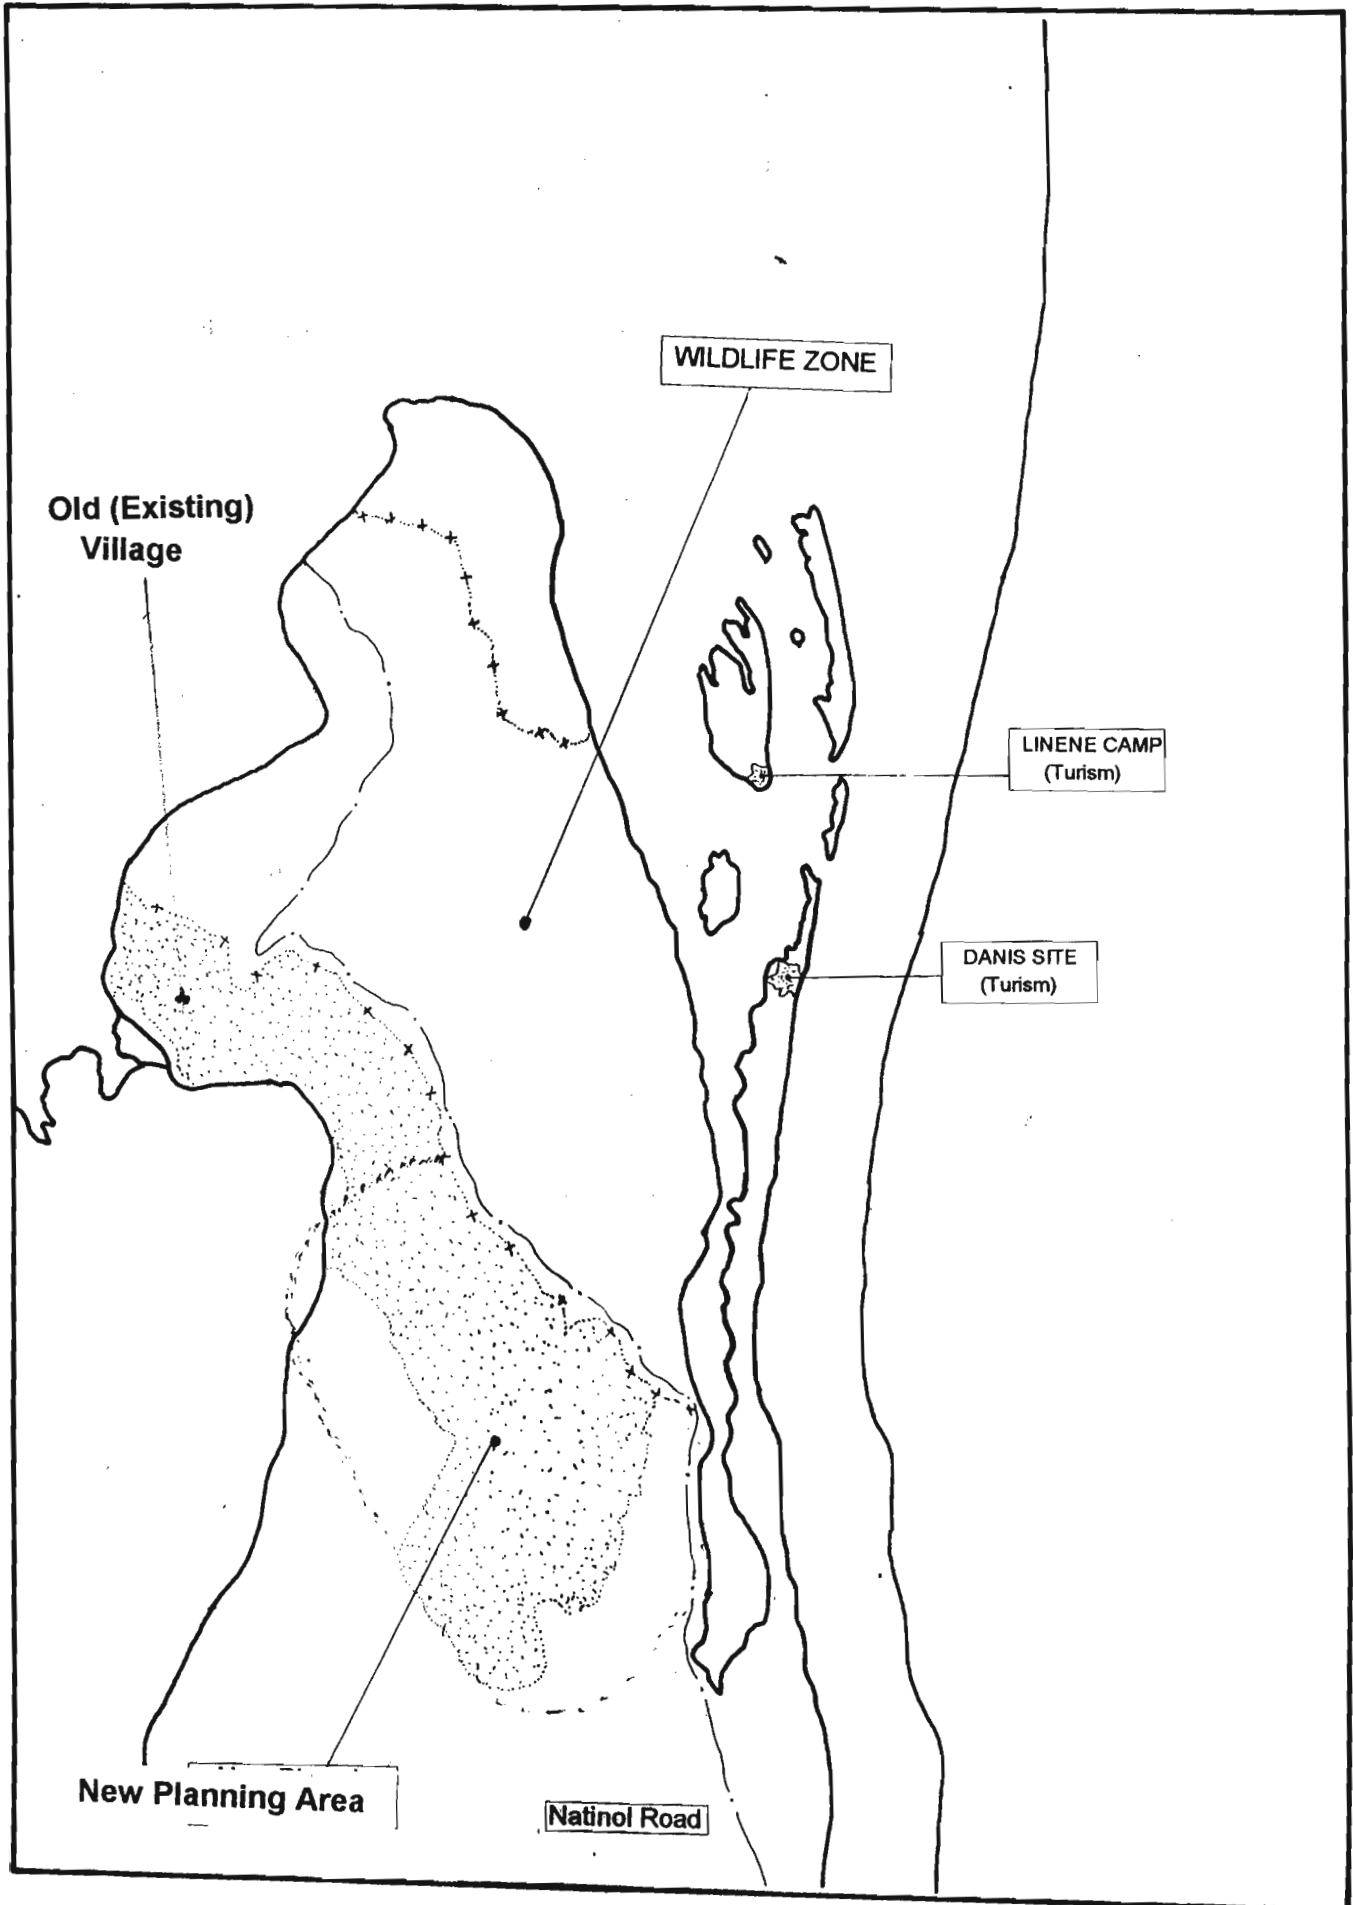 WILDLIFE ZONE
Old (Existing)
Village
LINENE CAMP
(Turism)
DANIS SITE
(Turism)
New Planning Area
Natinol Road